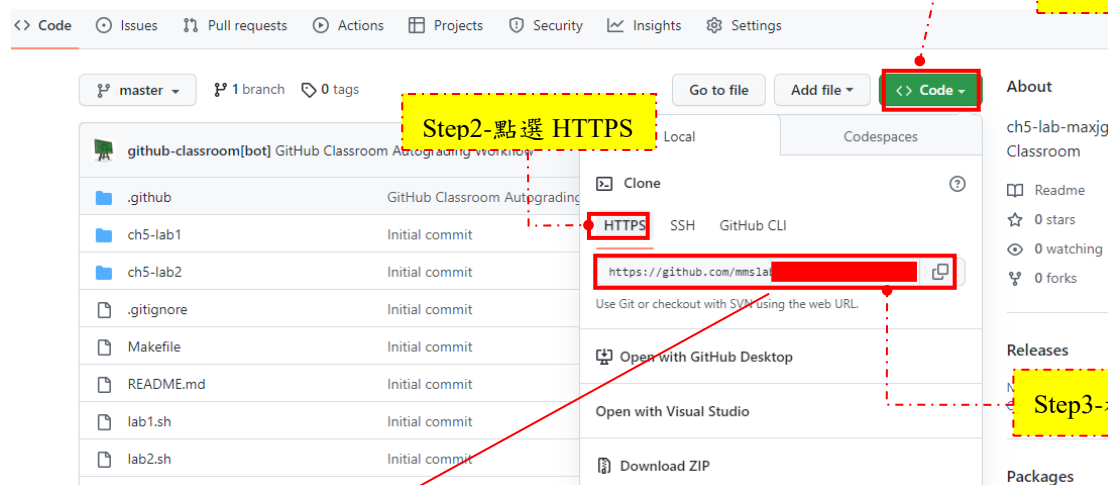 <> Code Issues Pull requests Actions Projects Security Insights Settings
master 1 branch 0 tags Go to file Add file Code
About
Step2-點選 HTTPS
Local Codespaces
ch5-lab-maxjg
Classroom
github-classroom[bot] GitHub Classroom Autograding Workflow
Clone
Readme
.github GitHub Classroom Autograding
HTTPS SSH GitHub CLI
0 stars
ch5-lab1 Initial commit
0 watching
ch5-lab2 Initial commit
https://github.com/mmslab
0 forks
.gitignore Initial commit
Use Git or checkout with SVN using the web URL.
Makefile Initial commit
Open with GitHub Desktop
Releases
README.md Initial commit
Step3-
lab1.sh Initial commit
Open with Visual Studio
lab2.sh Initial commit
Download ZIP
Packages